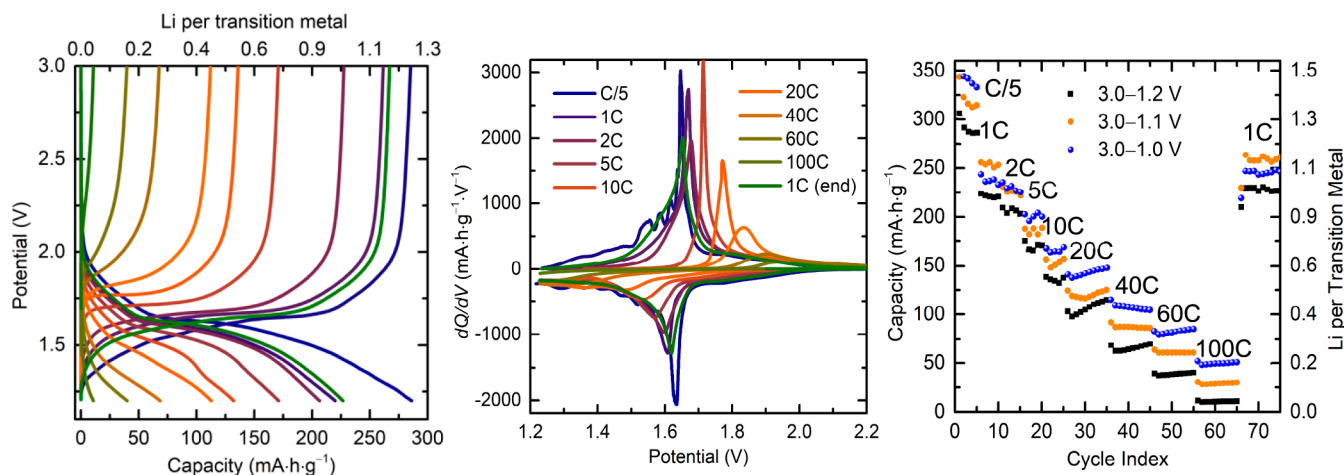 Li per transition metal
0.0 0.2 0.4 0.6 0.9 1.1 1.3
3.0
2.5
2.0
1.5
Potential (V)
0 50 100 150 200 250 300
Capacity (mA·h·g⁻¹)
3000
2000
1000
0
-1000
-2000
dQ/dV (mA·h·g⁻¹·V⁻¹)
C/5
1C
2C
5C
10C
20C
40C
60C
100C
1C (end)
1.2 1.4 1.6 1.8 2.0 2.2
Potential (V)
350
300
250
200
150
100
50
0
Capacity (mA·h·g⁻¹)
C/5
1C
2C
5C
10C
20C
40C
60C
100C
1C
3.0–1.2 V
3.0–1.1 V
3.0–1.0 V
1.5
1.3
1.1
0.9
0.6
0.4
0.2
0.0
Li per Transition Metal
0 10 20 30 40 50 60 70 80
Cycle Index